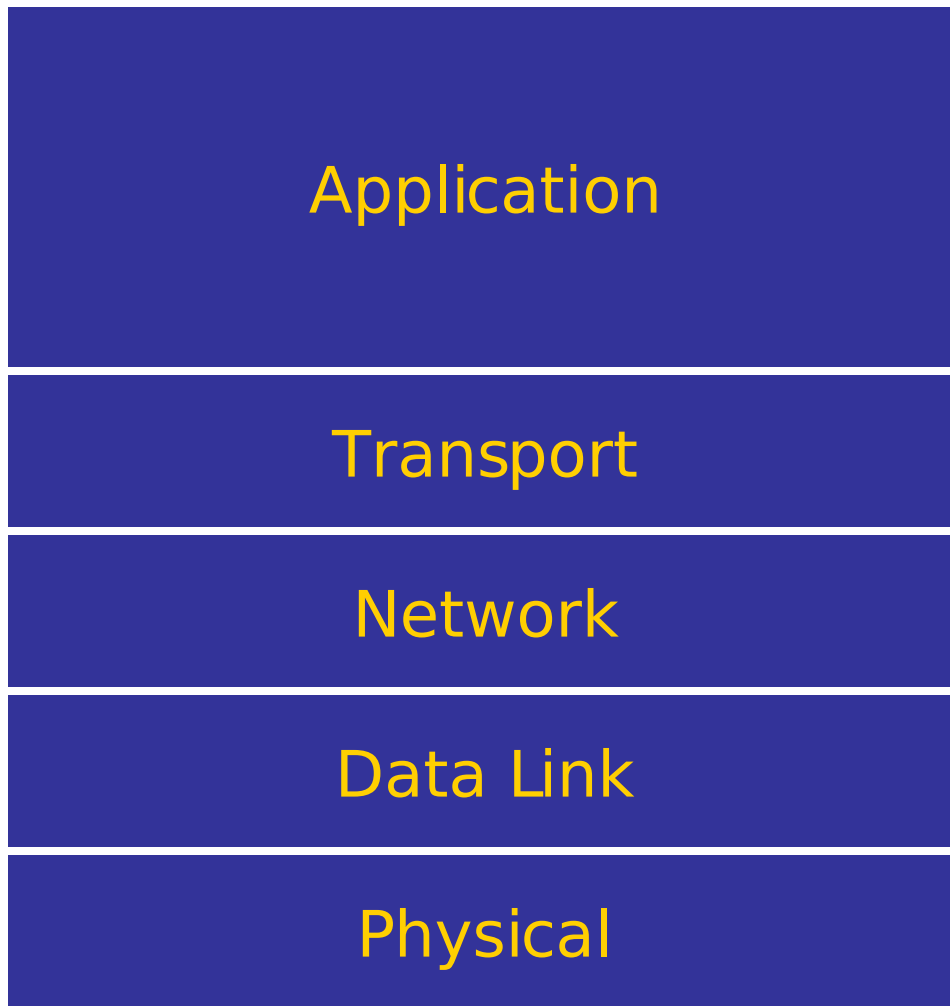 Application
Transport
Network
Data Link
Physical